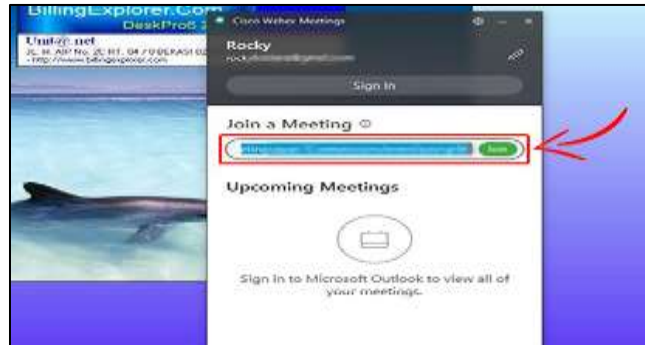 BillingExplorer.Com
DeskPro8
Cisco Webex Meetings
Rocky
Sign In
Join a Meeting
Join
Upcoming Meetings
Sign in to Microsoft Outlook to view all of
your meetings.